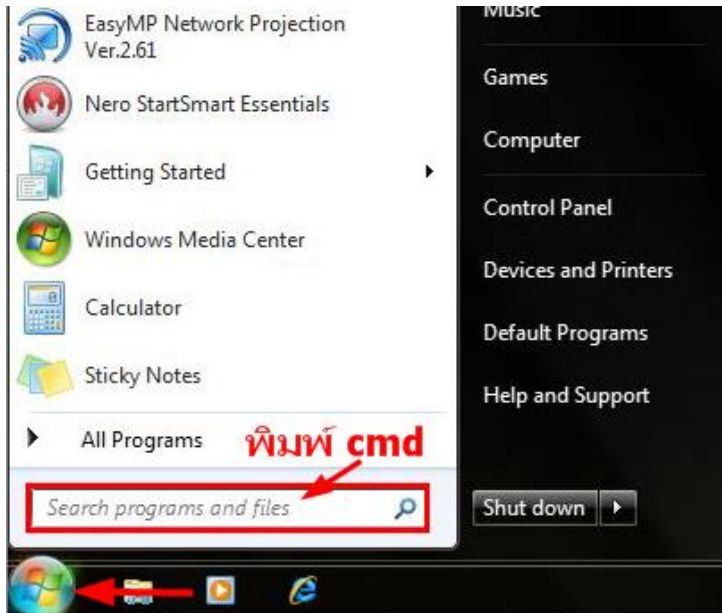 EasyMP Network Projection
Ver.2.61
Nero StartSmart Essentials
Getting Started
Windows Media Center
Calculator
Sticky Notes
All Programs
พิมพ์ cmd
Search programs and files
Music
Games
Computer
Control Panel
Devices and Printers
Default Programs
Help and Support
Shut down